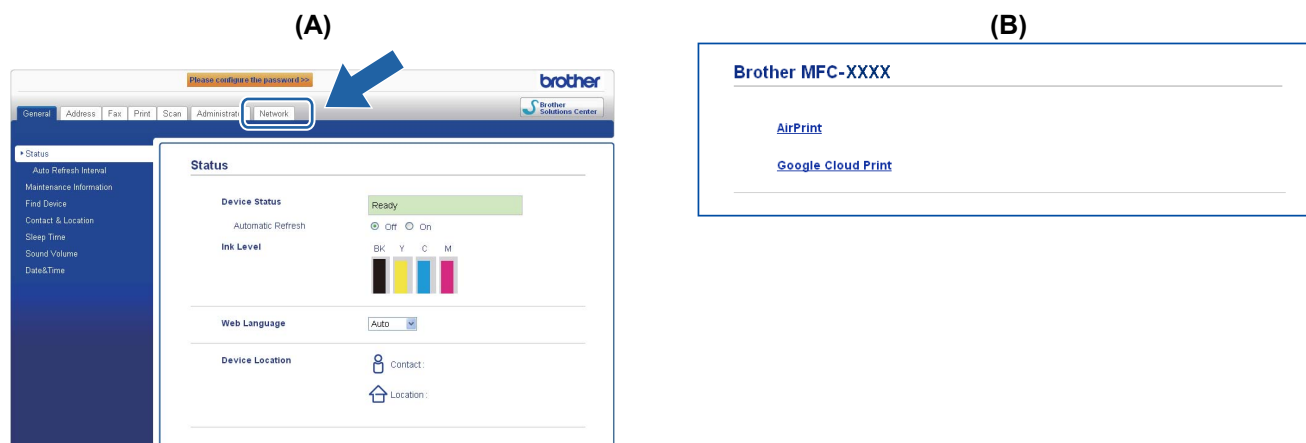 (A)
Please configure the password >>
brother
General Address Fax Print Scan Administrator Network
Brother
Solutions Center
Status
Auto Refresh Interval
Maintenance Information
Find Device
Contact & Location
Sleep Time
Sound Volume
Date&Time
Status
Device Status
Ready
Automatic Refresh
Off On
Ink Level
BK Y C M
Web Language
Auto
Device Location
Contact :
Location :
(B)
Brother MFC-XXXX
AirPrint
Google Cloud Print